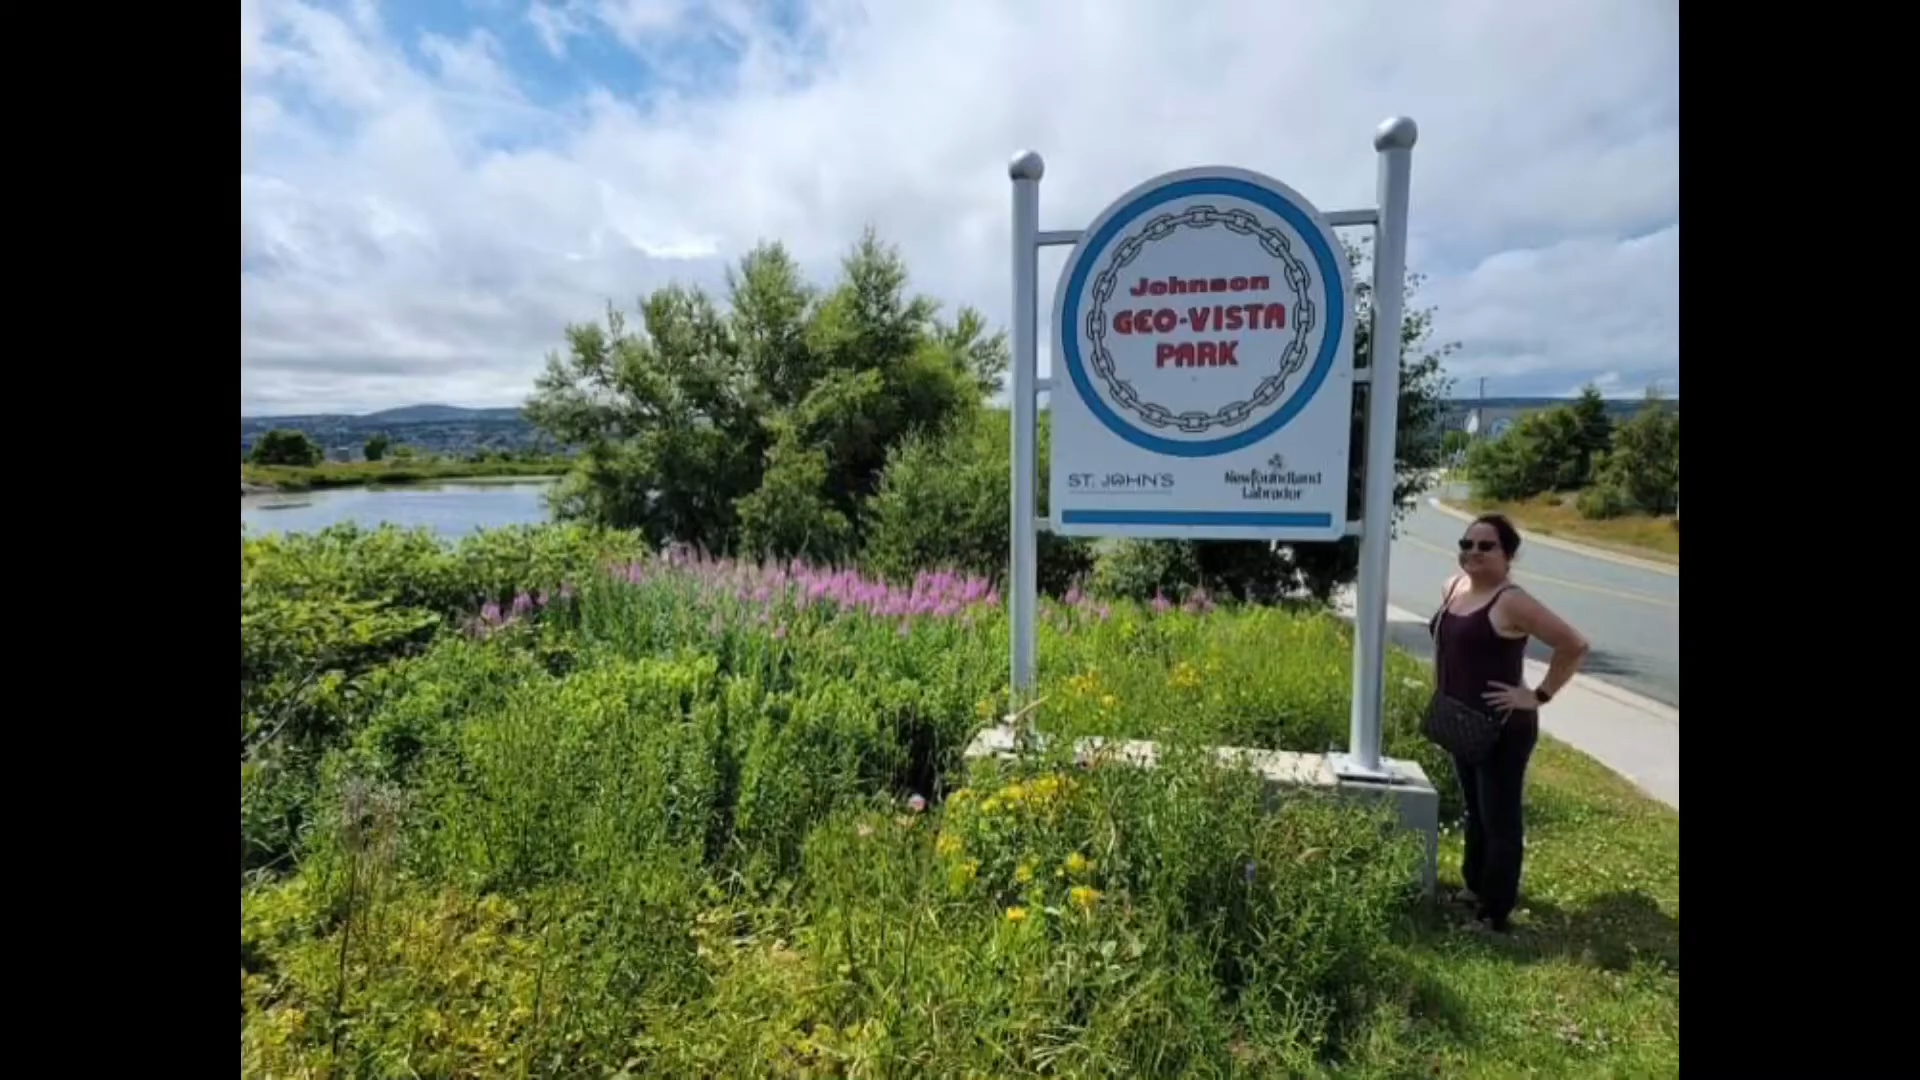 Johnson
GEO-VISTA
PARK
ST. JOHN'S
Newfoundland
Labrador